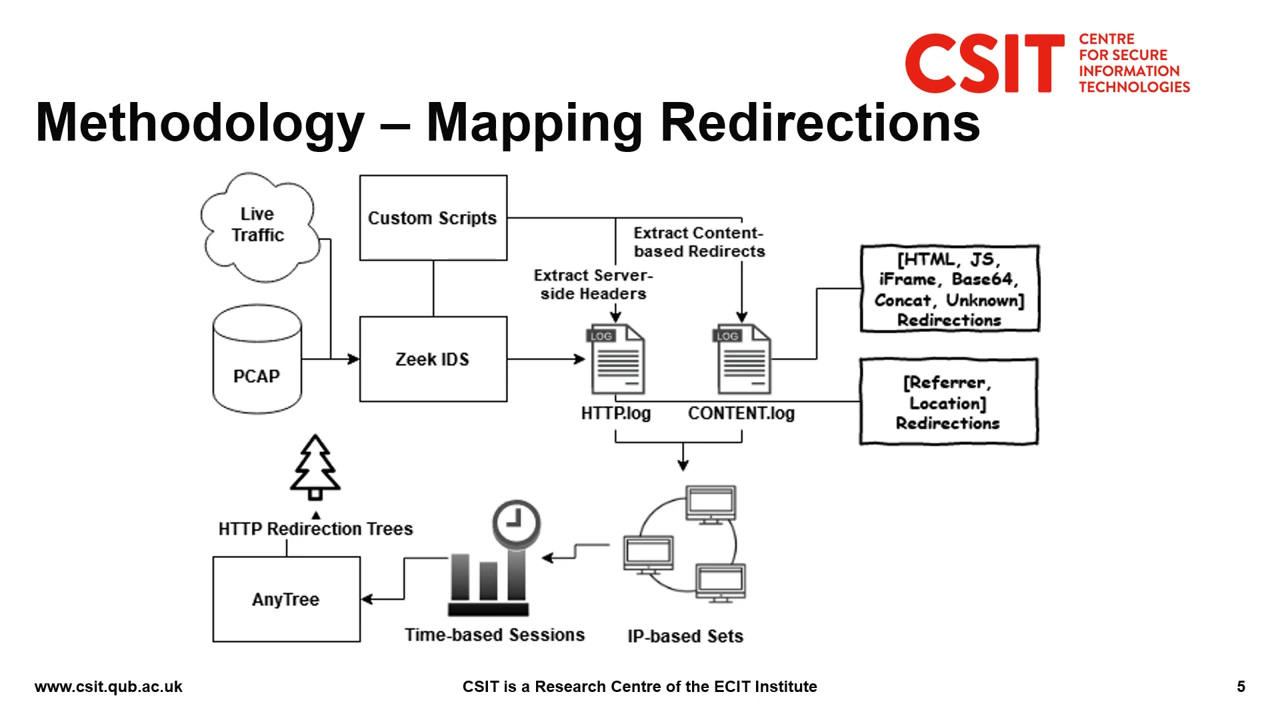 CSIT
CENTRE
FOR SECURE
INFORMATION
TECHNOLOGIES
Methodology – Mapping Redirections
Live
Traffic
Custom Scripts
Extract Content-
based Redirects
Extract Server-
side Headers
[HTML, JS,
iFrame, Base64,
Concat, Unknown]
Redirections
PCAP
Zeek IDS
LOG
LOG
HTTP.log
CONTENT.log
[Referrer,
Location]
Redirections
HTTP Redirection Trees
AnyTree
Time-based Sessions
IP-based Sets
www.csit.qub.ac.uk
CSIT is a Research Centre of the ECIT Institute
5